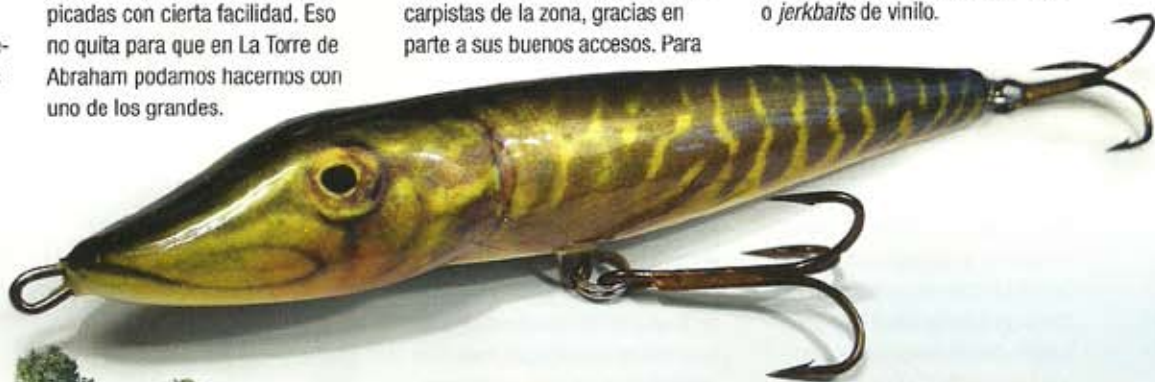 picadas con cierta facilidad. Eso
no quita para que en La Torre de
Abraham podamos hacernos con
uno de los grandes.
carpistas de la zona, gracias en
parte a sus buenos accesos. Para
o jerkbaits de vinilo.